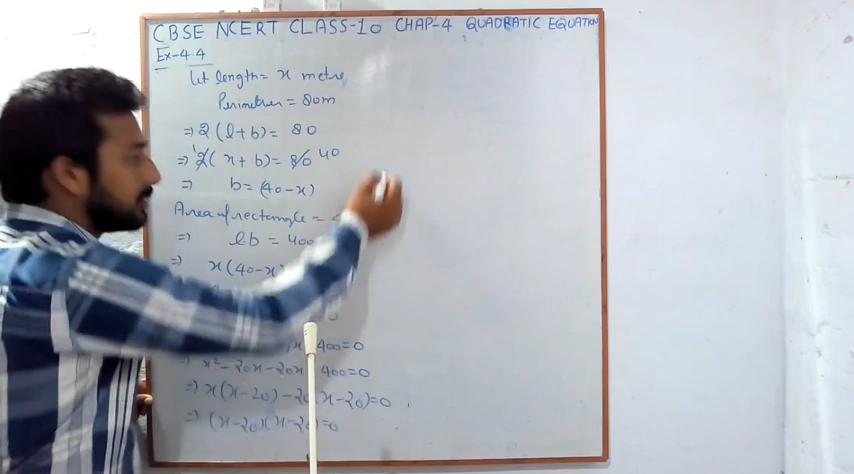 CBSE NCERT CLASS-10 CHAP-4 QUADRATIC EQUATION
Ex-4.4
Let length = x metre
Perimeter = 80m
⇒ 2(l+b) = 80
⇒ 2(x+b) = 80 40
⇒ b = (40-x)
Area of rectangle =
⇒ l.b = 400
⇒ x(40-x)
400=0
⇒ x²-20x-20x 400=0
⇒ x(x-20)-20(x-20)=0
⇒ (x-20)(x-20)=0